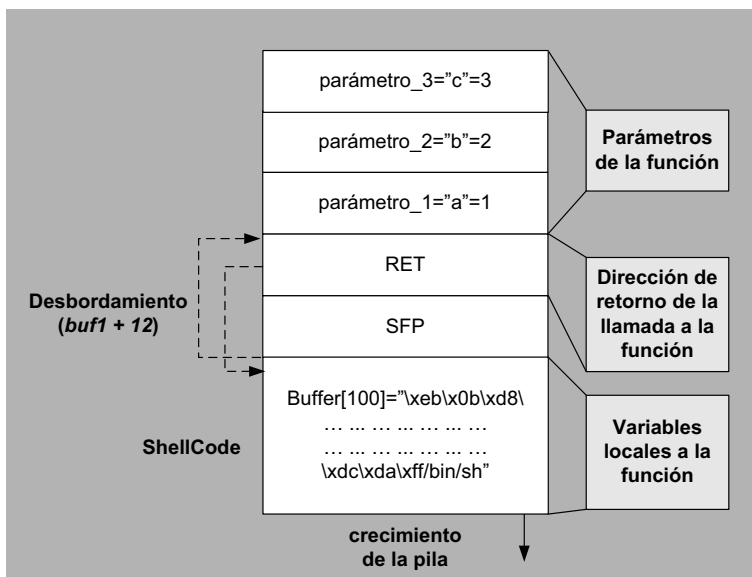 parámetro_3="c"=3
parámetro_2="b"=2
parámetro_1="a"=1
Parámetros
de la función
RET
SFP
Dirección de
retorno de la
llamada a la
función
Desbordamiento
(buf1 + 12)
Buffer[100]="\xeb\x0b\xd8\
… ... … ... … ... …
… ... … ... … ... …
\xdc\xda\xff/bin/sh"
ShellCode
Variables
locales a la
función
crecimiento
de la pila